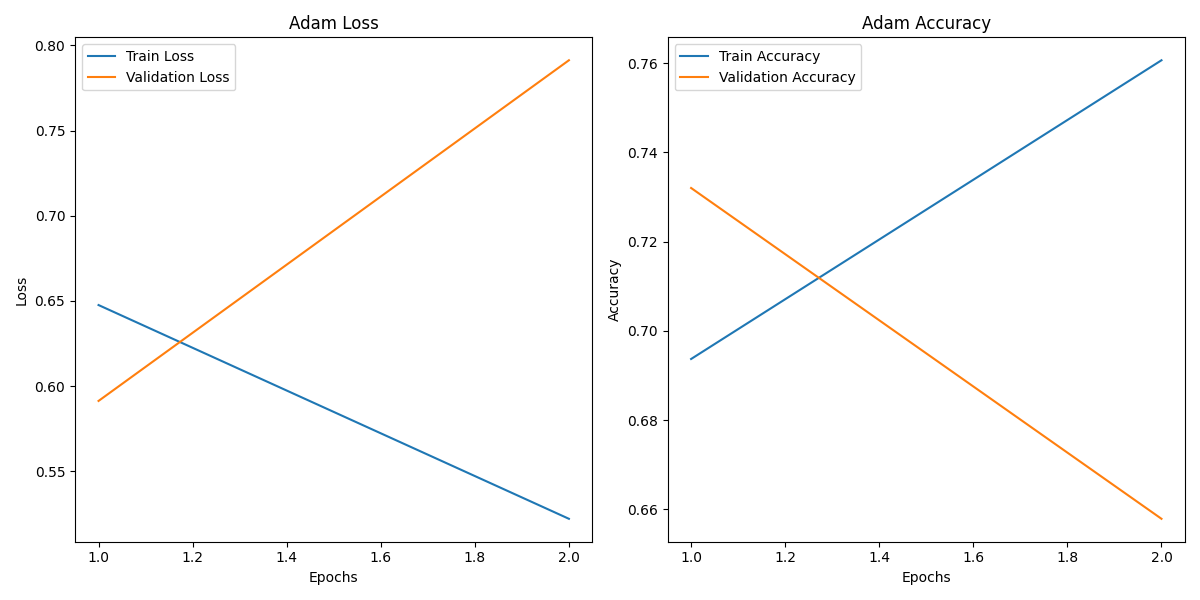 Adam Loss
Train Loss
Validation Loss
0.80
0.75
0.70
0.65
0.60
0.55
Loss
1.0 1.2 1.4 1.6 1.8 2.0
Epochs
Adam Accuracy
Train Accuracy
Validation Accuracy
0.76
0.74
0.72
0.70
0.68
0.66
Accuracy
1.0 1.2 1.4 1.6 1.8 2.0
Epochs